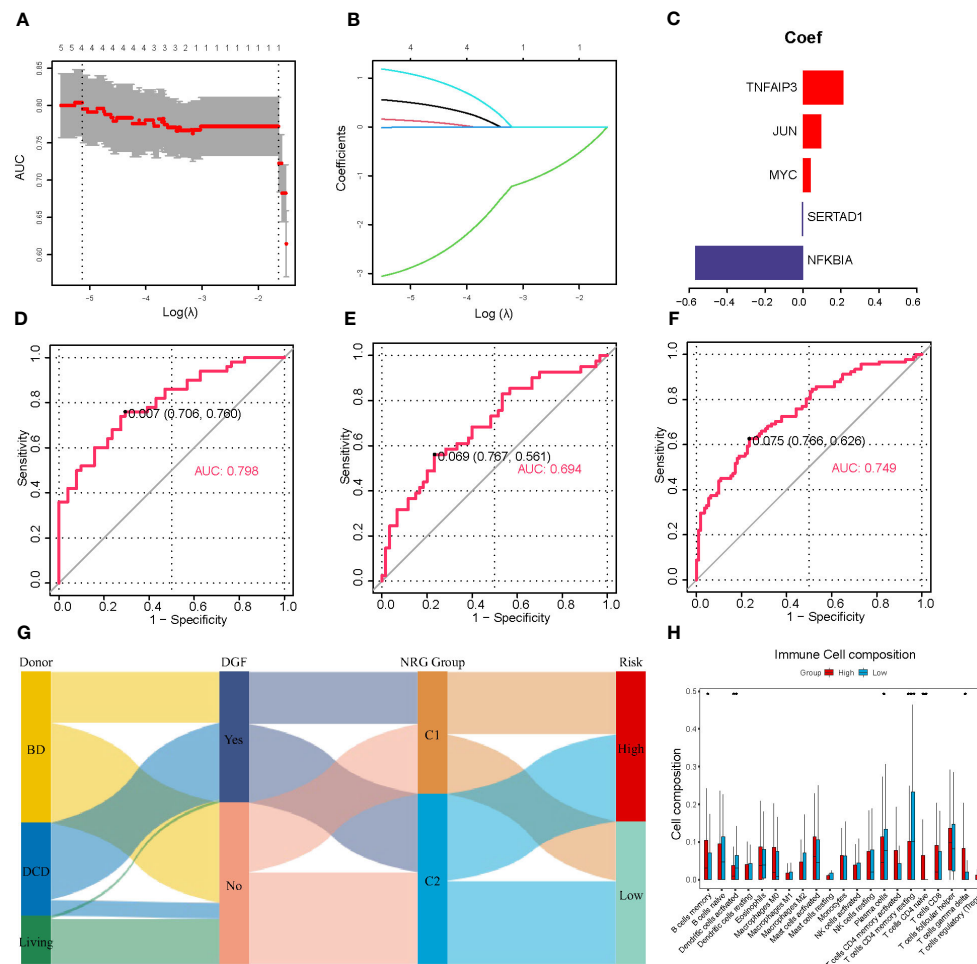 A
5 5 4 4 4 4 4 4 3 3 3 2 1 1 1 1 1 1 1 1 1
0.85
0.80
0.75
0.70
0.65
0.60
AUC
-5 -4 -3 -2
Log(λ)
B
4 4 1 1
1
0
-1
-2
-3
Coefficients
-5 -4 -3 -2
Log (λ)
C
Coef
TNFAIP3
JUN
MYC
SERTAD1
NFKBIA
-0.6 -0.4 -0.2 0.0 0.2 0.4 0.6
D
1.0
0.8
0.6
0.4
0.2
0.0
Sensitivity
0.007 (0.706, 0.760)
AUC: 0.798
0.0 0.2 0.4 0.6 0.8 1.0
1 - Specificity
E
1.0
0.8
0.6
0.4
0.2
0.0
Sensitivity
0.069 (0.767, 0.561)
AUC: 0.694
0.0 0.2 0.4 0.6 0.8 1.0
1 - Specificity
F
1.0
0.8
0.6
0.4
0.2
0.0
Sensitivity
0.075 (0.766, 0.626)
AUC: 0.749
0.0 0.2 0.4 0.6 0.8 1.0
1 - Specificity
G
Donor DGF NRG Group Risk
BD
DCD
Living
Yes
No
C1
C2
High
Low
H
Immune Cell composition
Group High Low
0.5
0.4
0.3
0.2
0.1
0.0
Cell composition
B cells memory
B cells naive
Dendritic cells activated
Dendritic cells resting
Eosinophils
Macrophages M0
Macrophages M1
Macrophages M2
Mast cells activated
Mast cells resting
Monocytes
NK cells activated
NK cells resting
Plasma cells
T cells CD4 memory activated
T cells CD4 memory resting
T cells CD4 naive
T cells CD8
T cells follicular helper
T cells gamma delta
T cells regulatory (Tregs